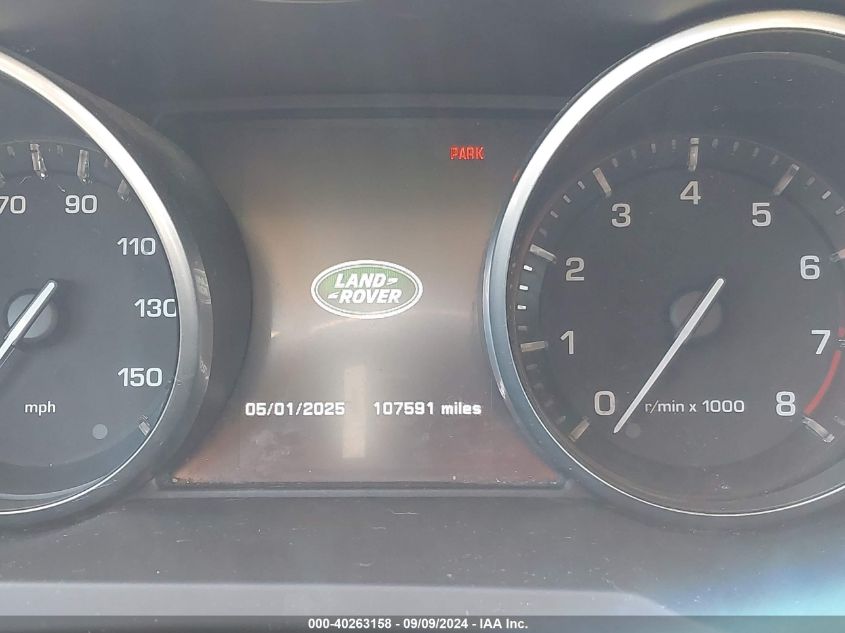 PARK
70 90 110 130 150
mph
LAND
ROVER
05/01/2025 107591 miles
0 1 2 3 4 5 6 7 8
r/min x 1000
000-40263158 - 09/09/2024 - IAA Inc.